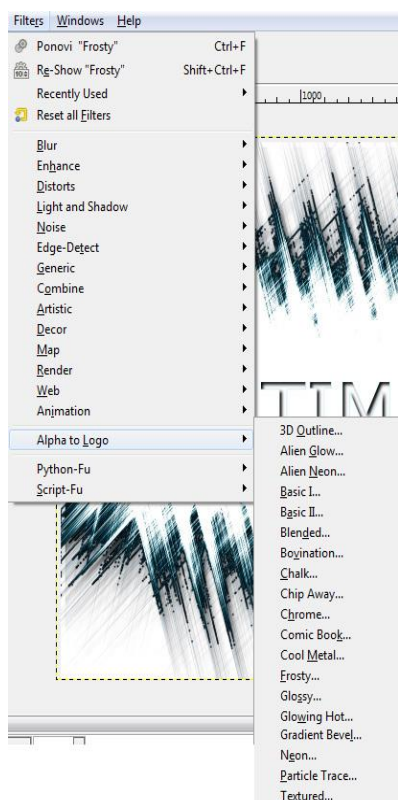 Filters Windows Help
Ponovi "Frosty" Ctrl+F
Re-Show "Frosty" Shift+Ctrl+F
Recently Used
Reset all Filters
1000
Blur
Enhance
Distorts
Light and Shadow
Noise
Edge-Detect
Generic
Combine
Artistic
Decor
Map
Render
Web
Animation
TIM
Alpha to Logo
Python-Fu
Script-Fu
3D Outline...
Alien Glow...
Alien Neon...
Basic I...
Basic II...
Blended...
Bovination...
Chalk...
Chip Away...
Chrome...
Comic Book...
Cool Metal...
Frosty...
Glossy...
Glowing Hot...
Gradient Bevel...
Neon...
Particle Trace...
Textured...